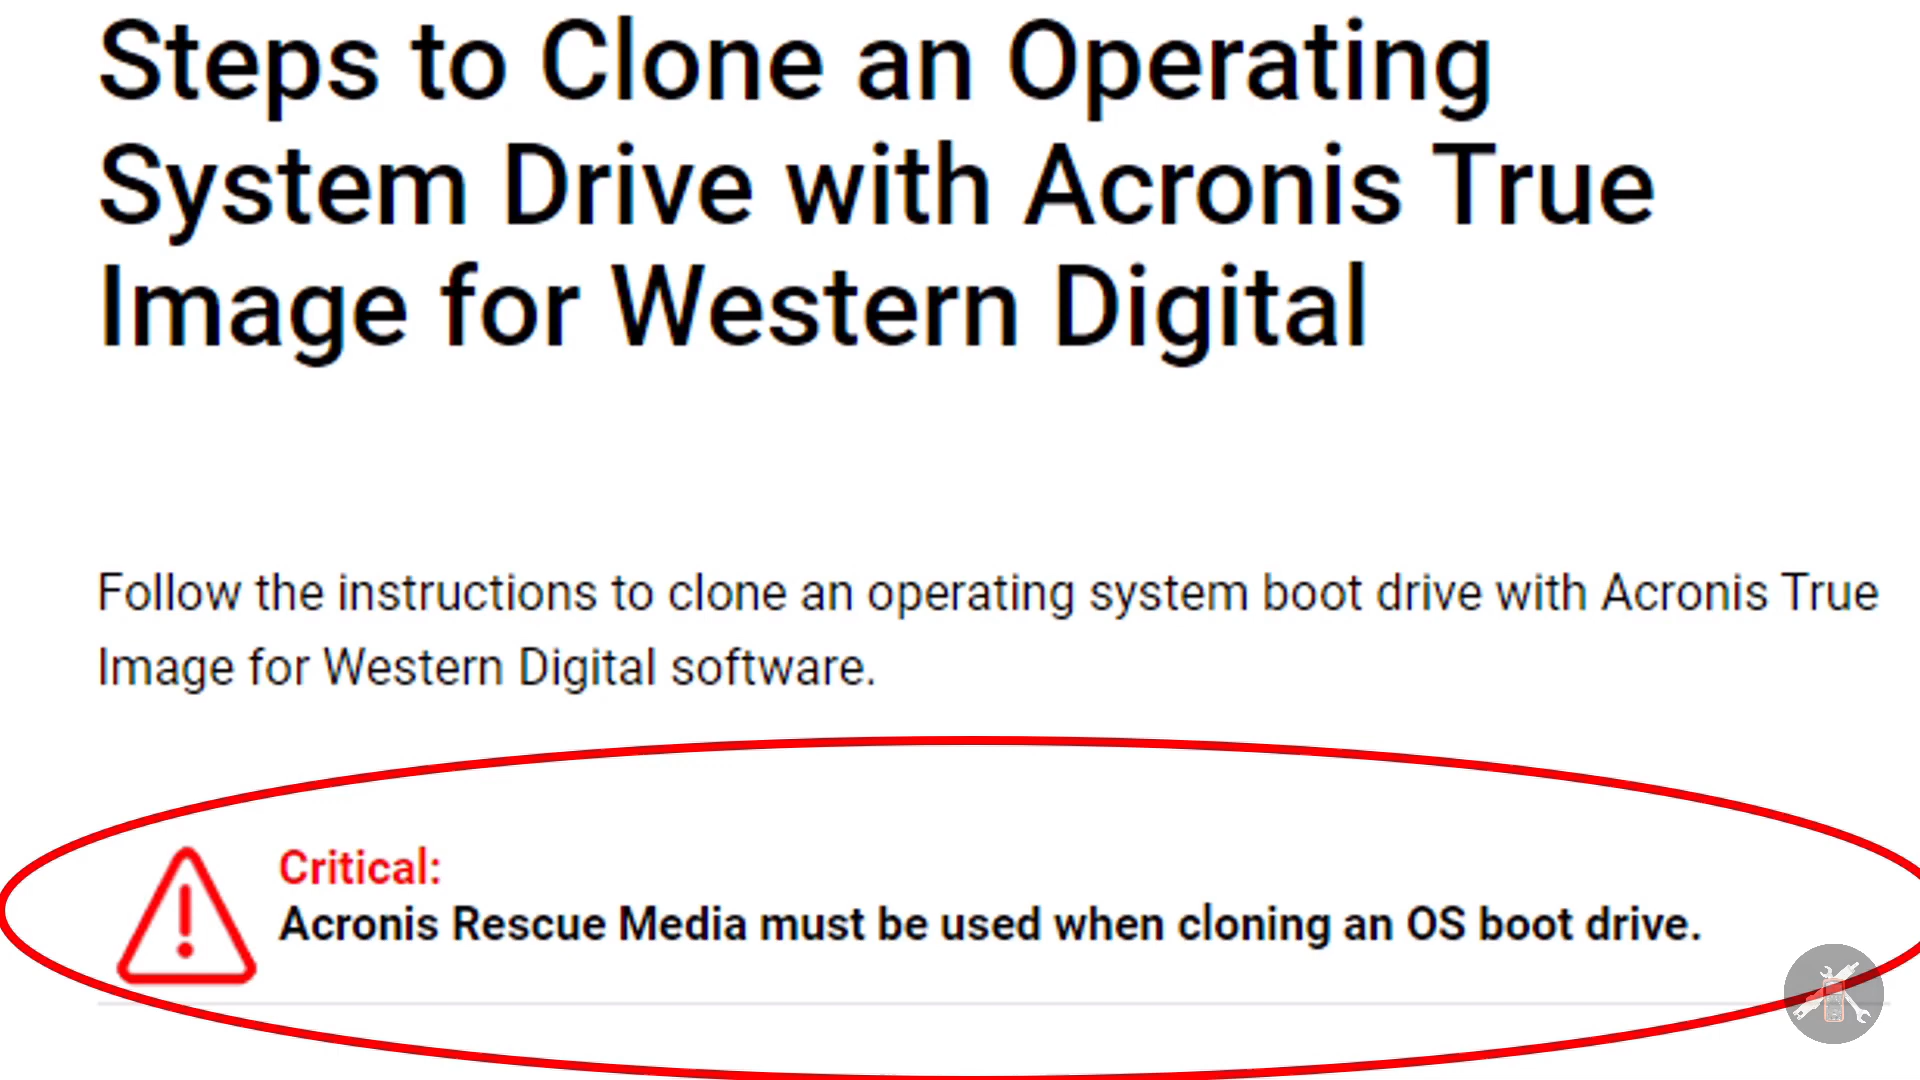 Steps to Clone an Operating
System Drive with Acronis True
Image for Western Digital
Follow the instructions to clone an operating system boot drive with Acronis True
Image for Western Digital software.
Critical:
Acronis Rescue Media must be used when cloning an OS boot drive.